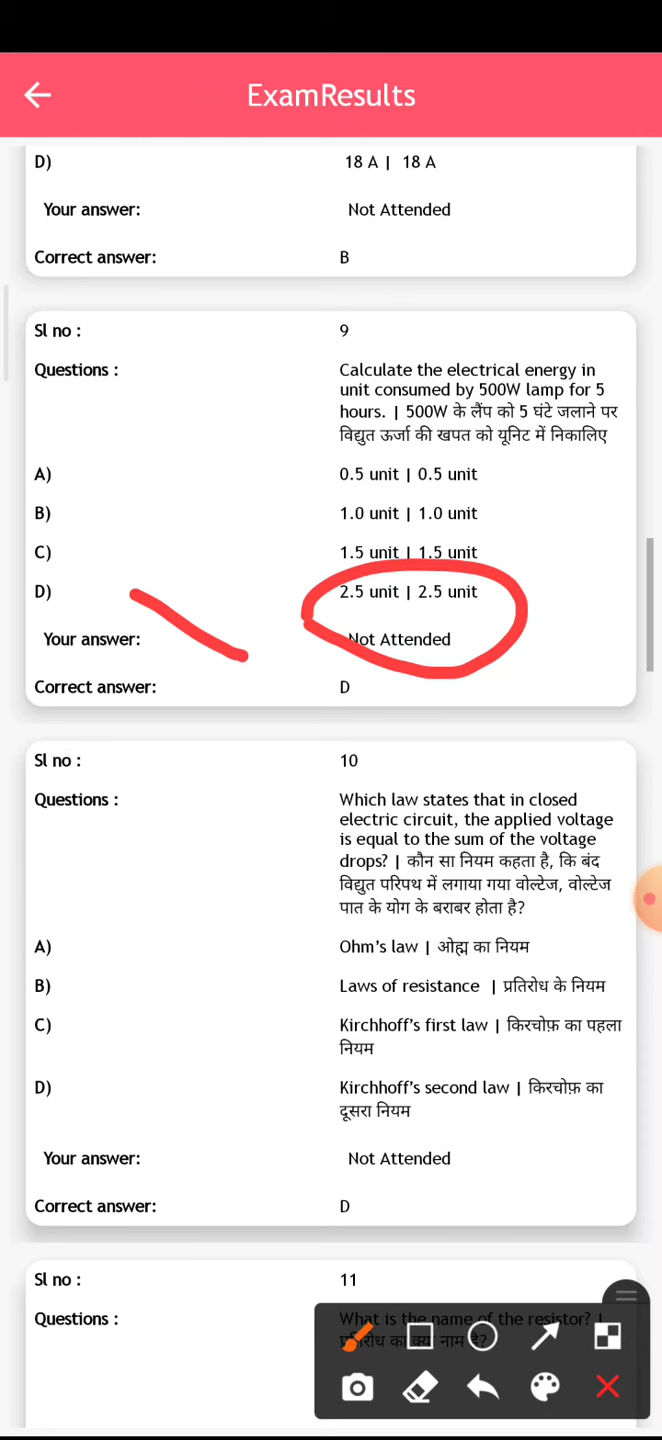 ExamResults
D) 18 A | 18 A
Your answer: Not Attended
Correct answer: B
Sl no : 9
Questions : Calculate the electrical energy in
unit consumed by 500W lamp for 5
hours. | 500W के लैंप को 5 घंटे जलाने पर
विद्युत ऊर्जा की खपत को यूनिट में निकालिए
A) 0.5 unit | 0.5 unit
B) 1.0 unit | 1.0 unit
C) 1.5 unit | 1.5 unit
D) 2.5 unit | 2.5 unit
Your answer: Not Attended
Correct answer: D
Sl no : 10
Questions : Which law states that in closed
electric circuit, the applied voltage
is equal to the sum of the voltage
drops? | कौन सा नियम कहता है, कि बंद
विद्युत परिपथ में लगाया गया वोल्टेज, वोल्टेज
पात के योग के बराबर होता है?
A) Ohm’s law | ओह्म का नियम
B) Laws of resistance | प्रतिरोध के नियम
C) Kirchhoff’s first law | किरचोफ़ का पहला
नियम
D) Kirchhoff’s second law | किरचोफ़ का
दूसरा नियम
Your answer: Not Attended
Correct answer: D
Sl no : 11
Questions : What is the name of the resistor? |
प्रतिरोध का क्या नाम है?